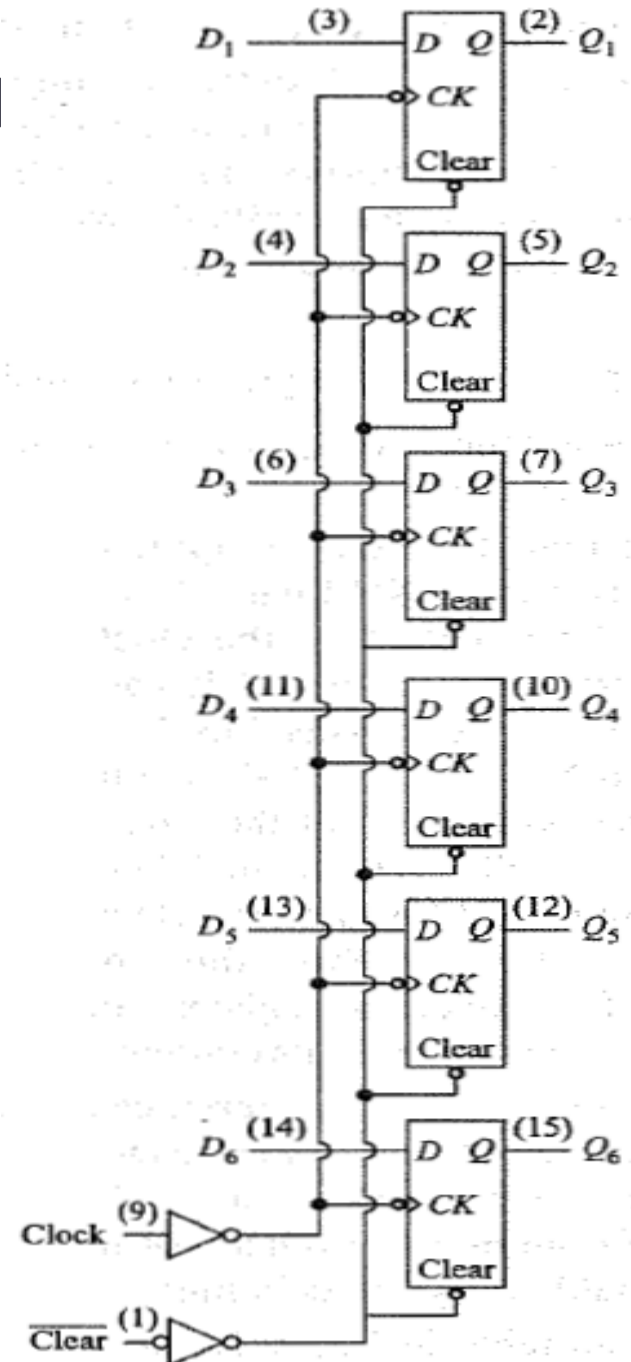 D1 (3) D Q (2) Q1
CK
Clear
D2 (4) D Q (5) Q2
CK
Clear
D3 (6) D Q (7) Q3
CK
Clear
D4 (11) D Q (10) Q4
CK
Clear
D5 (13) D Q (12) Q5
CK
Clear
D6 (14) D Q (15) Q6
CK
Clock (9)
Clear
Clear (1)